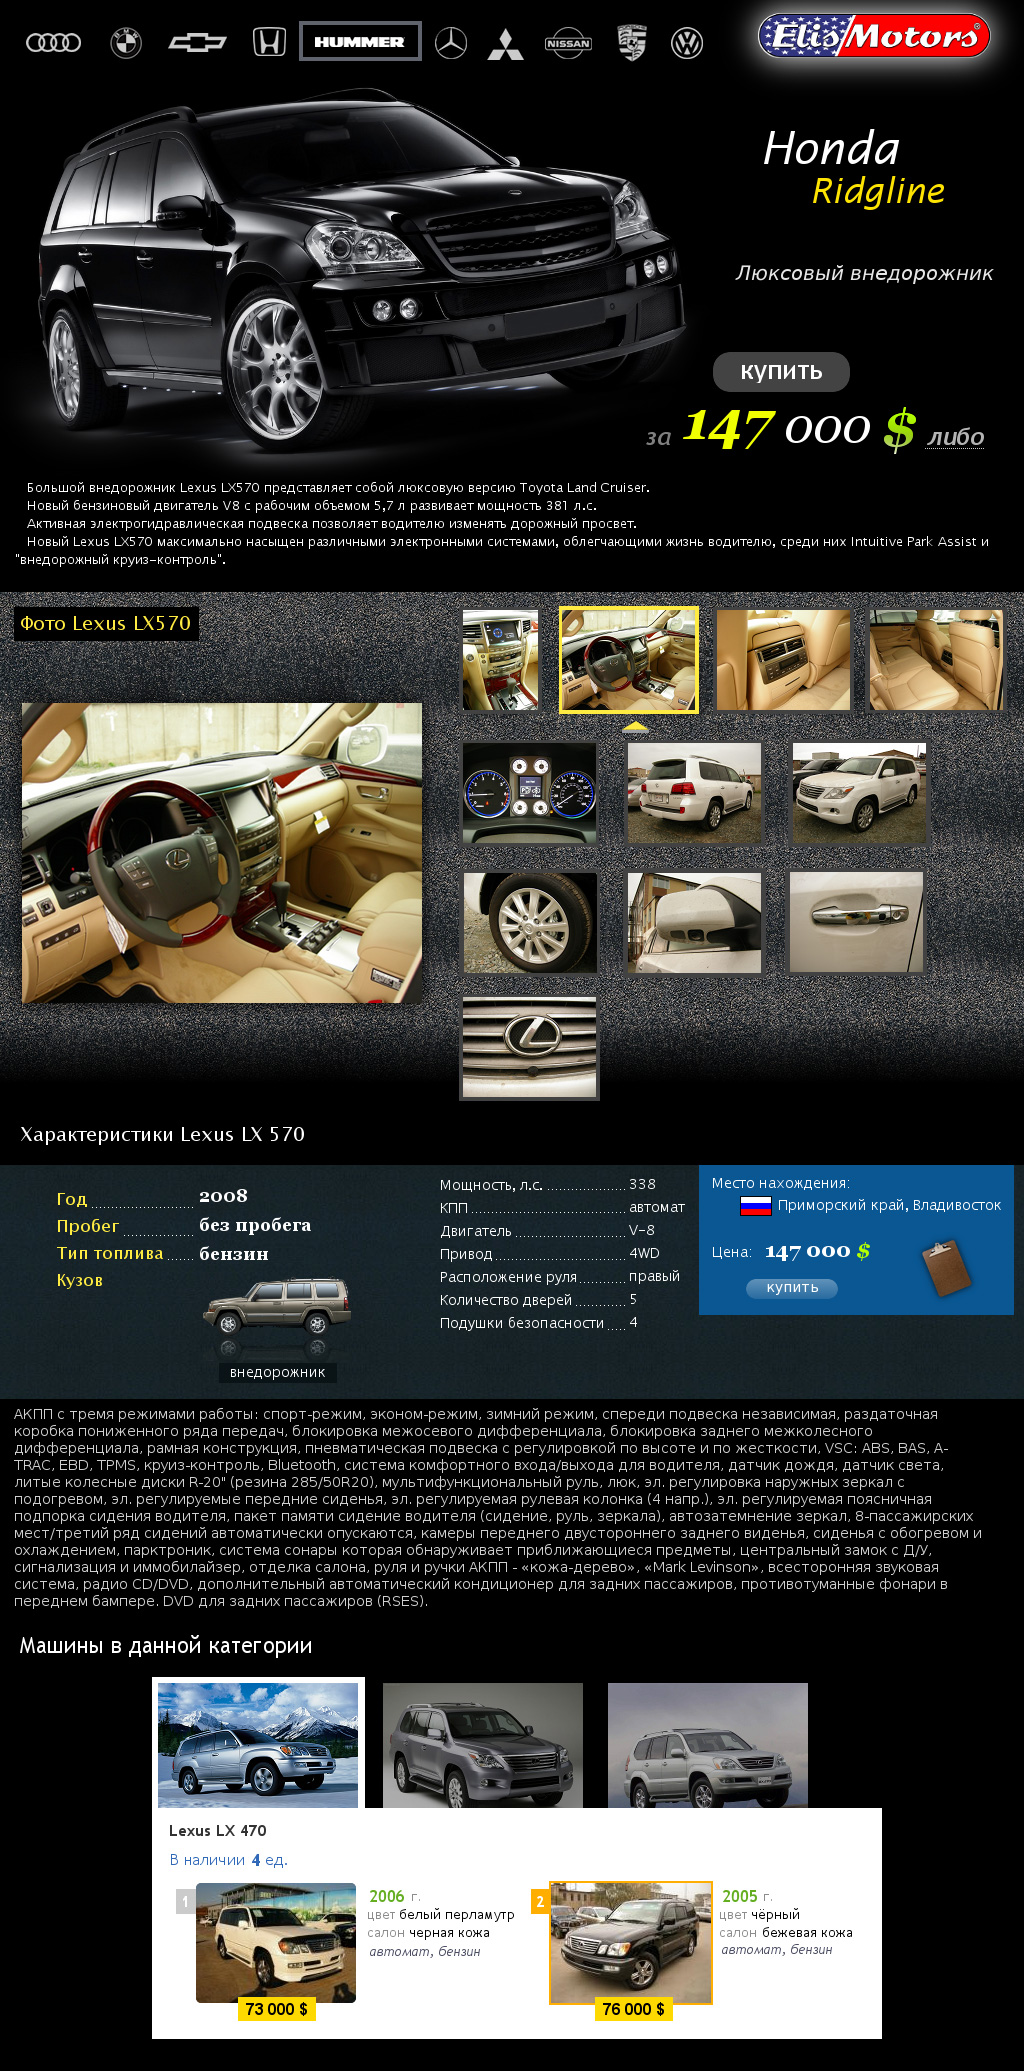 HUMMER
NISSAN
ElisMotors®
Honda
Ridgline
Люксовый внедорожник
КУПИТЬ
за 147 000 $ либо
Большой внедорожник Lexus LX570 представляет собой люксовую версию Toyota Land Cruiser.
Новый бензиновый двигатель V8 с рабочим объемом 5,7 л развивает мощность 381 л.с.
Активная электрогидравлическая подвеска позволяет водителю изменять дорожный просвет.
Новый Lexus LX570 максимально насыщен различными электронными системами, облегчающими жизнь водителю, среди них Intuitive Park Assist и
"внедорожный круиз-контроль".
Фото Lexus LX570
Характеристики Lexus LX 570
Год 2008
Пробег без пробега
Тип топлива бензин
Кузов
внедорожник
Мощность, л.с. 338
КПП автомат
Двигатель V-8
Привод 4WD
Расположение руля правый
Количество дверей 5
Подушки безопасности 4
Место нахождения:
Приморский край, Владивосток
Цена: 147 000 $
купить
АКПП с тремя режимами работы: спорт-режим, эконом-режим, зимний режим, спереди подвеска независимая, раздаточная
коробка пониженного ряда передач, блокировка межосевого дифференциала, блокировка заднего межколесного
дифференциала, рамная конструкция, пневматическая подвеска с регулировкой по высоте и по жесткости, VSC: ABS, BAS, A-
TRAC, EBD, TPMS, круиз-контроль, Bluetooth, система комфортного входа/выхода для водителя, датчик дождя, датчик света,
литые колесные диски R-20" (резина 285/50R20), мультифункциональный руль, люк, эл. регулировка наружных зеркал с
подогревом, эл. регулируемые передние сиденья, эл. регулируемая рулевая колонка (4 напр.), эл. регулируемая поясничная
подпорка сидения водителя, пакет памяти сидение водителя (сидение, руль, зеркала), автозатемнение зеркал, 8-пассажирских
мест/третий ряд сидений автоматически опускаются, камеры переднего двустороннего заднего виденья, сиденья с обогревом и
охлаждением, парктроник, система сонары которая обнаруживает приближающиеся предметы, центральный замок с Д/У,
сигнализация и иммобилайзер, отделка салона, руля и ручки АКПП - «кожа-дерево», «Mark Levinson», всесторонняя звуковая
система, радио CD/DVD, дополнительный автоматический кондиционер для задних пассажиров, противотуманные фонари в
переднем бампере. DVD для задних пассажиров (RSES).
Машины в данной категории
Lexus LX 470
В наличии 4 ед.
1
2006 г.
цвет белый перламутр
салон черная кожа
автомат, бензин
73 000 $
2
2005 г.
цвет чёрный
салон бежевая кожа
автомат, бензин
76 000 $